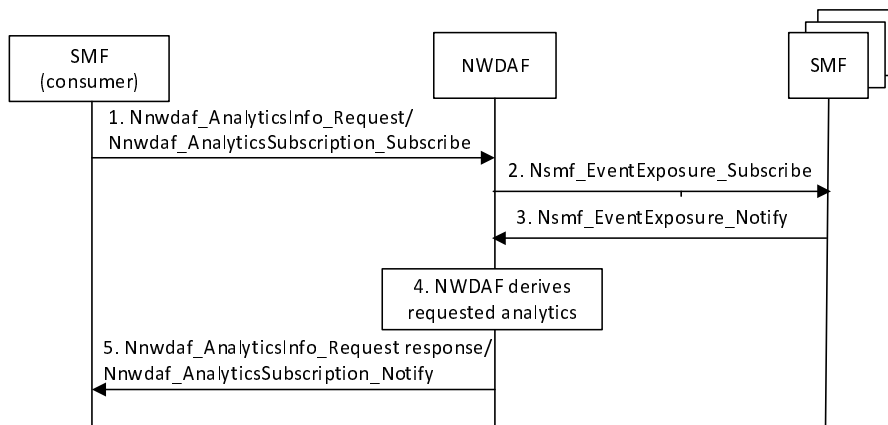 SMF
(consumer)
NWDAF
SMF
1. Nnwdaf_AnalyticsInfo_Request/
Nnwdaf_AnalyticsSubscription_Subscribe
2. Nsmf_EventExposure_Subscribe
3. Nsmf_EventExposure_Notify
4. NWDAF derives
requested analytics
5. Nnwdaf_AnalyticsInfo_Request response/
Nnwdaf_AnalyticsSubscription_Notify